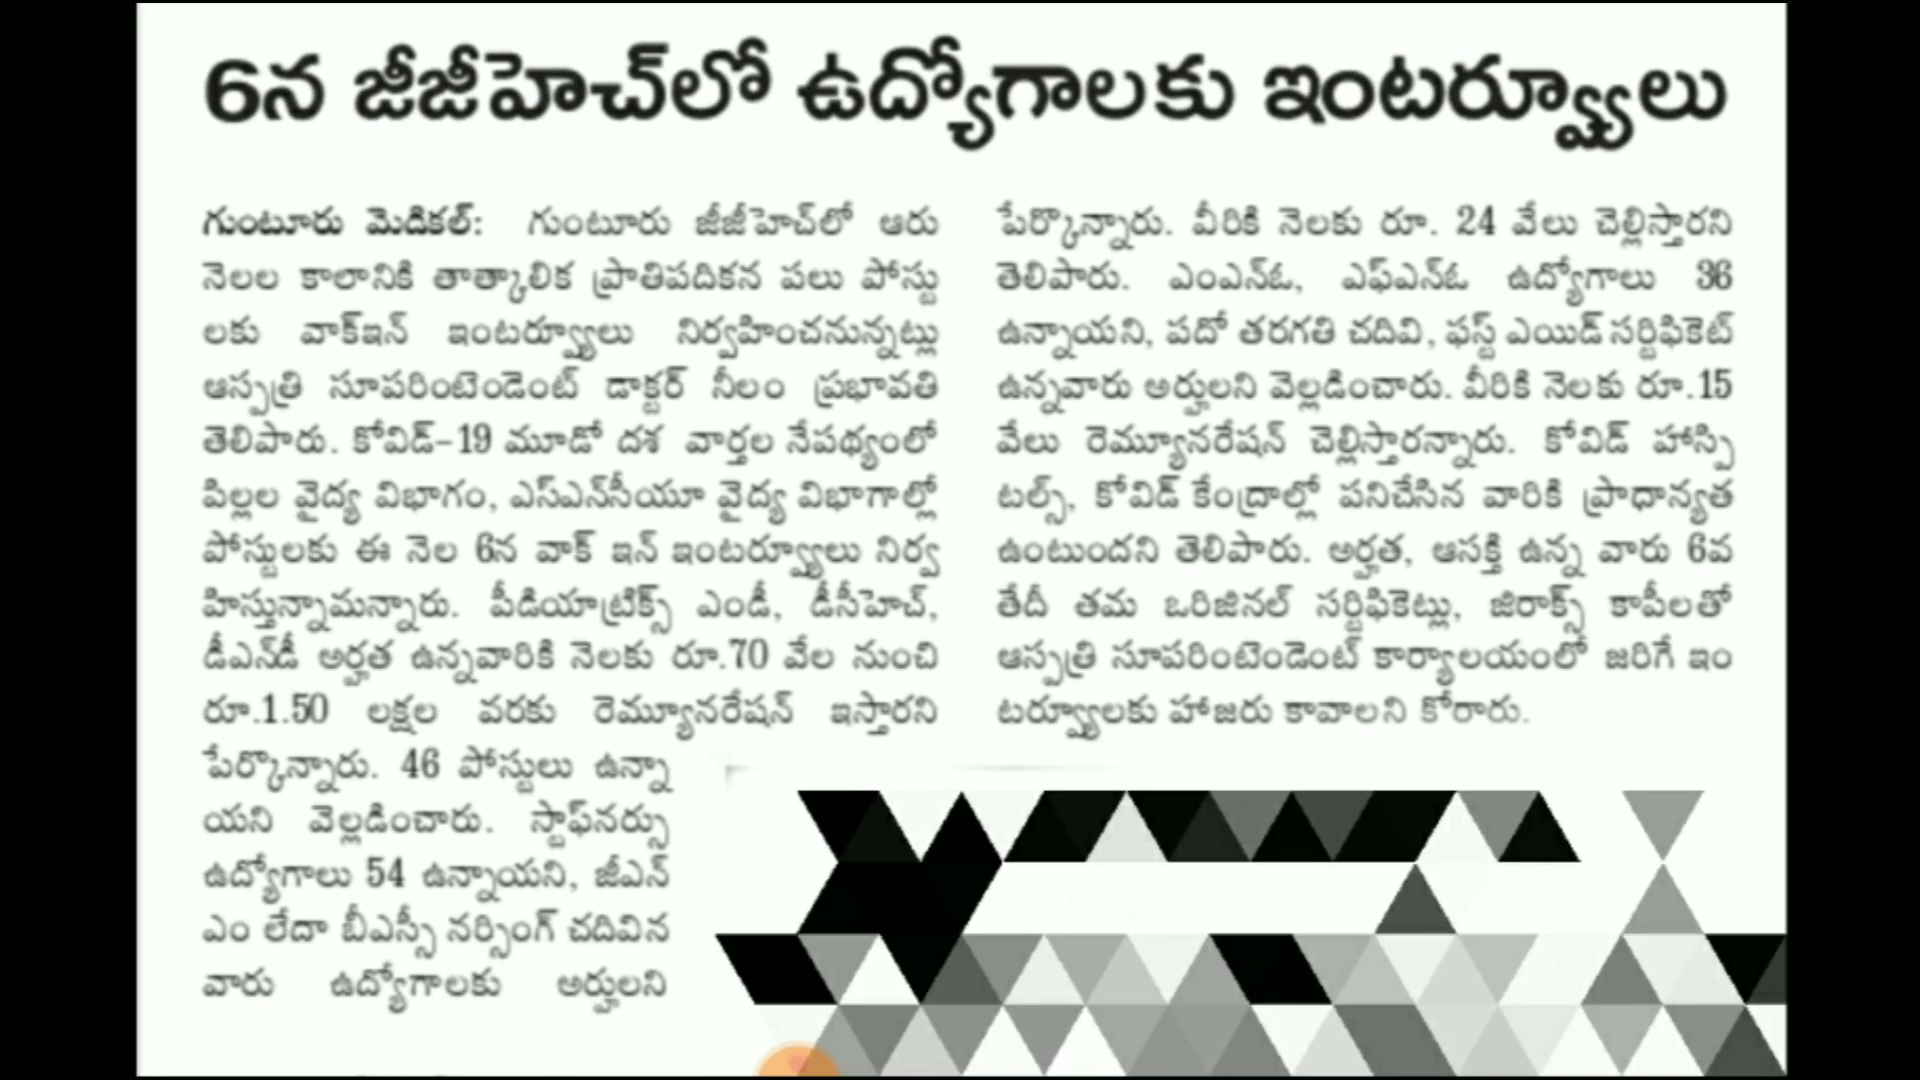 6న జీజీహెచ్‌లో ఉద్యోగాలకు ఇంటర్వ్యూలు
గుంటూరు మెడికల్: గుంటూరు జీజీహెచ్‌లో ఆరు
నెలల కాలానికి తాత్కాలిక ప్రాతిపదికన పలు పోస్టు
లకు వాక్ఇన్ ఇంటర్వ్యూలు నిర్వహించనున్నట్లు
ఆస్పత్రి సూపరింటెండెంట్ డాక్టర్ నీలం ప్రభావతి
తెలిపారు. కోవిడ్–19 మూడో దశ వార్తల నేపథ్యంలో
పిల్లల వైద్య విభాగం, ఎస్ఎన్‌సీయూ వైద్య విభాగాల్లో
పోస్టులకు ఈ నెల 6న వాక్ ఇన్ ఇంటర్వ్యూలు నిర్వ
హిస్తున్నామన్నారు. పీడియాట్రిక్స్ ఎండీ, డీసీహెచ్,
డీఎన్‌డీ అర్హత ఉన్నవారికి నెలకు రూ.70 వేల నుంచి
రూ.1.50 లక్షల వరకు రెమ్యూనరేషన్ ఇస్తారని
పేర్కొన్నారు. 46 పోస్టులు ఉన్నా
యని వెల్లడించారు. స్టాఫ్‌నర్సు
ఉద్యోగాలు 54 ఉన్నాయని, జీఎన్
ఎం లేదా బీఎస్సీ నర్సింగ్ చదివిన
వారు ఉద్యోగాలకు అర్హులని
పేర్కొన్నారు. వీరికి నెలకు రూ. 24 వేలు చెల్లిస్తారని
తెలిపారు. ఎంఎన్ఓ, ఎఫ్ఎన్ఓ ఉద్యోగాలు 36
ఉన్నాయని, పదో తరగతి చదివి, ఫస్ట్ ఎయిడ్ సర్టిఫికెట్
ఉన్నవారు అర్హులని వెల్లడించారు. వీరికి నెలకు రూ.15
వేలు రెమ్యూనరేషన్ చెల్లిస్తారన్నారు. కోవిడ్ హాస్పి
టల్స్, కోవిడ్ కేంద్రాల్లో పనిచేసిన వారికి ప్రాధాన్యత
ఉంటుందని తెలిపారు. అర్హత, ఆసక్తి ఉన్న వారు 6వ
తేదీ తమ ఒరిజినల్ సర్టిఫికెట్లు, జిరాక్స్ కాపీలతో
ఆస్పత్రి సూపరింటెండెంట్ కార్యాలయంలో జరిగే ఇం
టర్వ్యూలకు హాజరు కావాలని కోరారు.